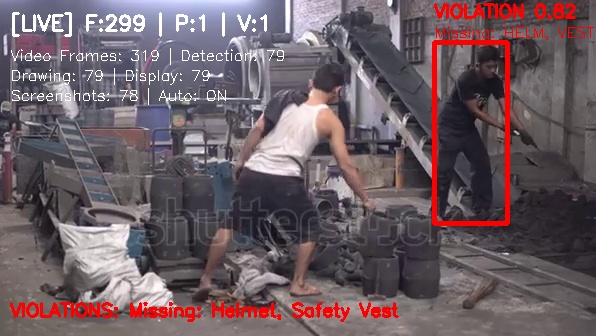 [LIVE] F:299 | P:1 | V:1
VIOLATION 0.82
Missing: HELM, VEST
Video Frames: 319 | Detection: 79
Drawing: 79 | Display: 79
Screenshots: 78 | Auto: ON
shutterstock
VIOLATIONS: Missing: Helmet, Safety Vest